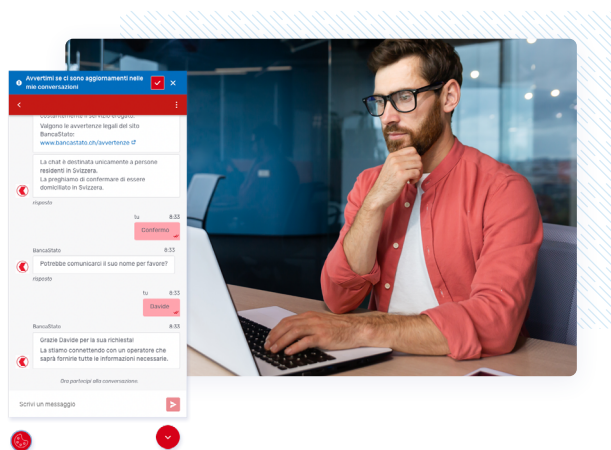 Avvertimi se ci sono aggiornamenti nelle
mie conversazioni
costantemente il servizio erogato.
Valgono le avvertenze legali del sito
BancaStato:
www.bancastato.ch/avvertenze
La chat è destinata unicamente a persone
residenti in Svizzera.
La preghiamo di confermare di essere
domiciliato in Svizzera.
risposto
tu 8:33
Confermo
BancaStato 8:33
Potrebbe comunicarci il suo nome per favore?
risposto
tu 8:33
Davide
BancaStato 8:33
Grazie Davide per la sua richiesta!
La stiamo connettendo con un operatore che
saprà fornirle tutte le informazioni necessarie.
Ora partecipi alla conversazione
Scrivi un messaggio